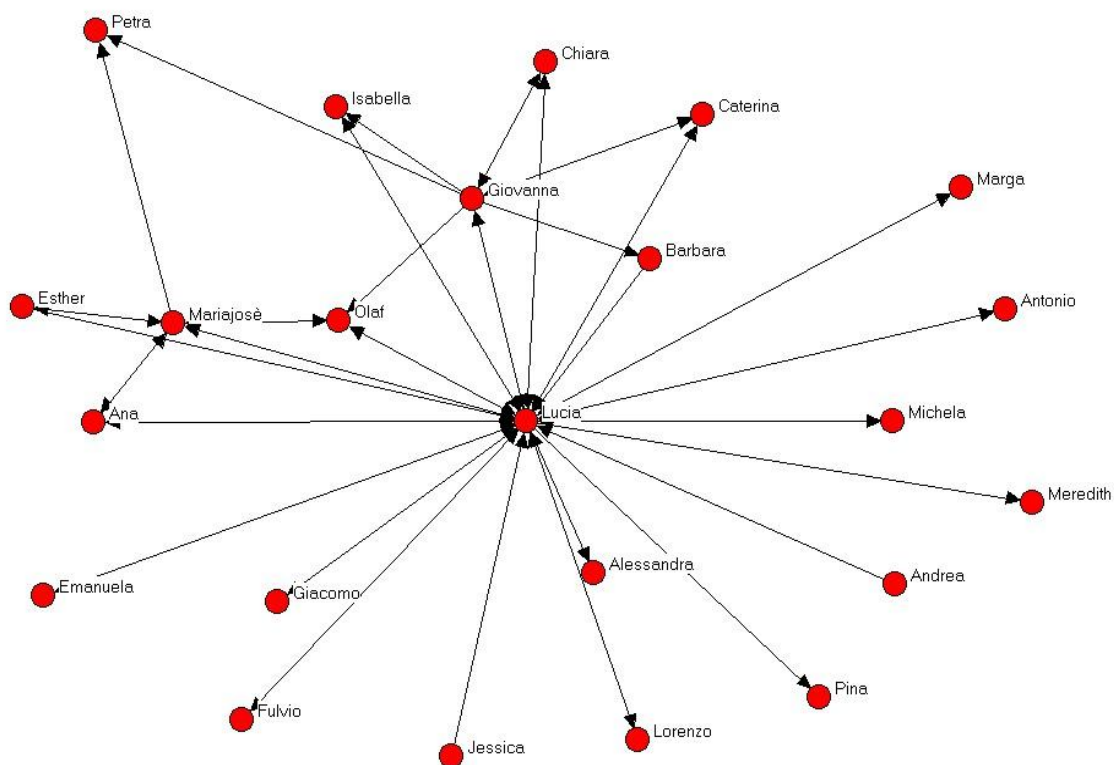 Petra
Chiara
Isabella
Caterina
Marga
Giovanna
Barbara
Esther
Antonio
Mariajosè
Olaf
Ana
Lucia
Michela
Meredith
Alessandra
Andrea
Emanuela
Giacomo
Pina
Fulvio
Lorenzo
Jessica